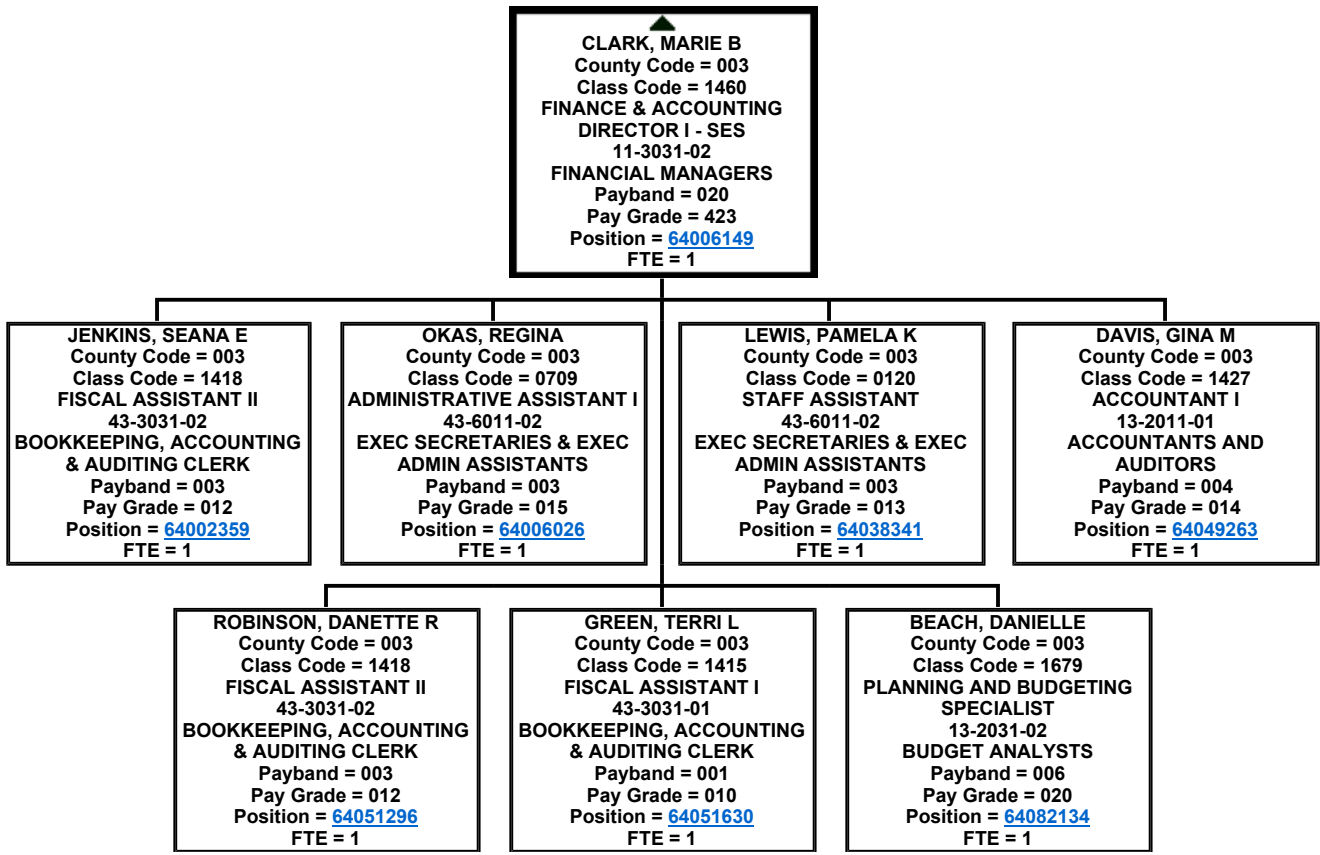 CLARK, MARIE B
County Code = 003
Class Code = 1460
FINANCE & ACCOUNTING
DIRECTOR I - SES
11-3031-02
FINANCIAL MANAGERS
Payband = 020
Pay Grade = 423
Position = 64006149
FTE = 1
JENKINS, SEANA E
County Code = 003
Class Code = 1418
FISCAL ASSISTANT II
43-3031-02
BOOKKEEPING, ACCOUNTING
& AUDITING CLERK
Payband = 003
Pay Grade = 012
Position = 64002359
FTE = 1
OKAS, REGINA
County Code = 003
Class Code = 0709
ADMINISTRATIVE ASSISTANT I
43-6011-02
EXEC SECRETARIES & EXEC
ADMIN ASSISTANTS
Payband = 003
Pay Grade = 015
Position = 64006026
FTE = 1
LEWIS, PAMELA K
County Code = 003
Class Code = 0120
STAFF ASSISTANT
43-6011-02
EXEC SECRETARIES & EXEC
ADMIN ASSISTANTS
Payband = 003
Pay Grade = 013
Position = 64038341
FTE = 1
DAVIS, GINA M
County Code = 003
Class Code = 1427
ACCOUNTANT I
13-2011-01
ACCOUNTANTS AND
AUDITORS
Payband = 004
Pay Grade = 014
Position = 64049263
FTE = 1
ROBINSON, DANETTE R
County Code = 003
Class Code = 1418
FISCAL ASSISTANT II
43-3031-02
BOOKKEEPING, ACCOUNTING
& AUDITING CLERK
Payband = 003
Pay Grade = 012
Position = 64051296
FTE = 1
GREEN, TERRI L
County Code = 003
Class Code = 1415
FISCAL ASSISTANT I
43-3031-01
BOOKKEEPING, ACCOUNTING
& AUDITING CLERK
Payband = 001
Pay Grade = 010
Position = 64051630
FTE = 1
BEACH, DANIELLE
County Code = 003
Class Code = 1679
PLANNING AND BUDGETING
SPECIALIST
13-2031-02
BUDGET ANALYSTS
Payband = 006
Pay Grade = 020
Position = 64082134
FTE = 1